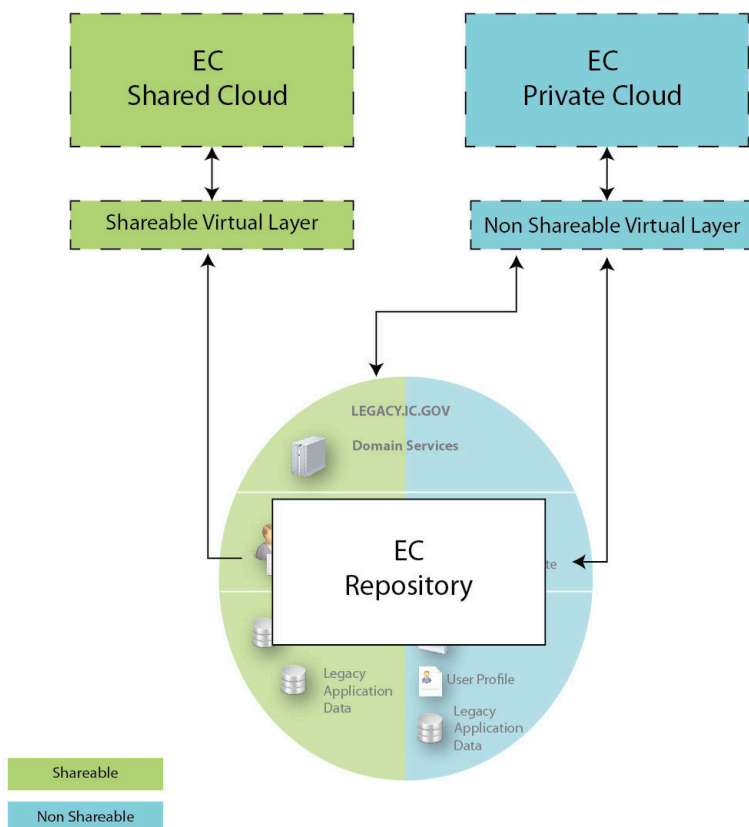 EC
Shared Cloud
EC
Private Cloud
Shareable Virtual Layer
Non Shareable Virtual Layer
LEGACY.IC.GOV
Domain Services
EC
Repository
User Profile
Legacy
Application
Data
Legacy
Application
Data
Shareable
Non Shareable